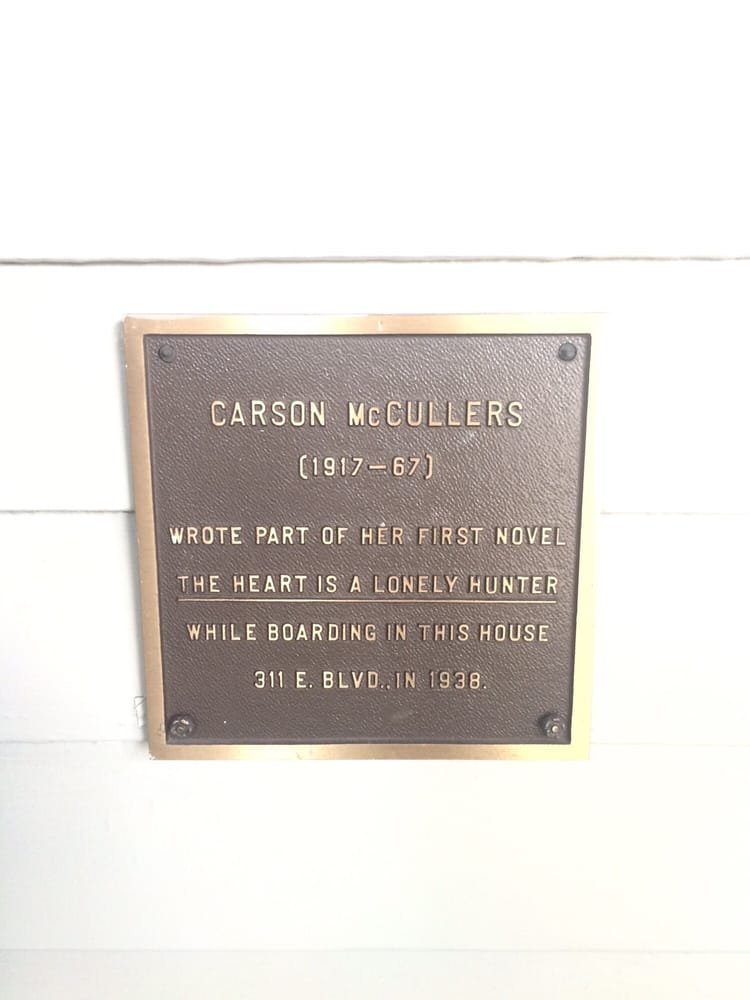 CARSON McCULLERS
(1917-67)
WROTE PART OF HER FIRST NOVEL
THE HEART IS A LONELY HUNTER
WHILE BOARDING IN THIS HOUSE
311 E. BLVD., IN 1938.